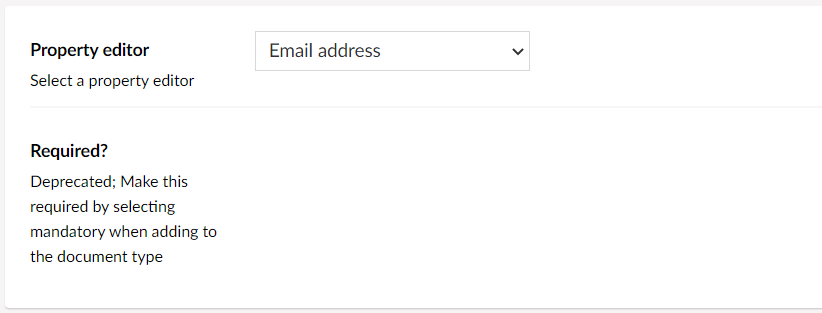 Property editor
Email address
Select a property editor
Required?
Deprecated; Make this
required by selecting
mandatory when adding to
the document type